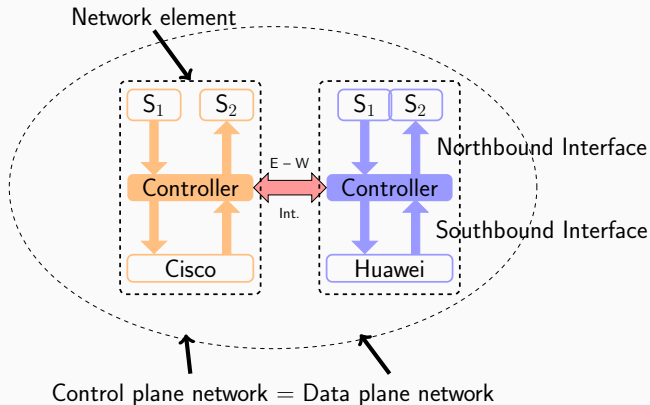 Network element
S1 S2 S1 S2
E – W
Northbound Interface
Controller Controller
Int.
Southbound Interface
Cisco Huawei
Control plane network = Data plane network